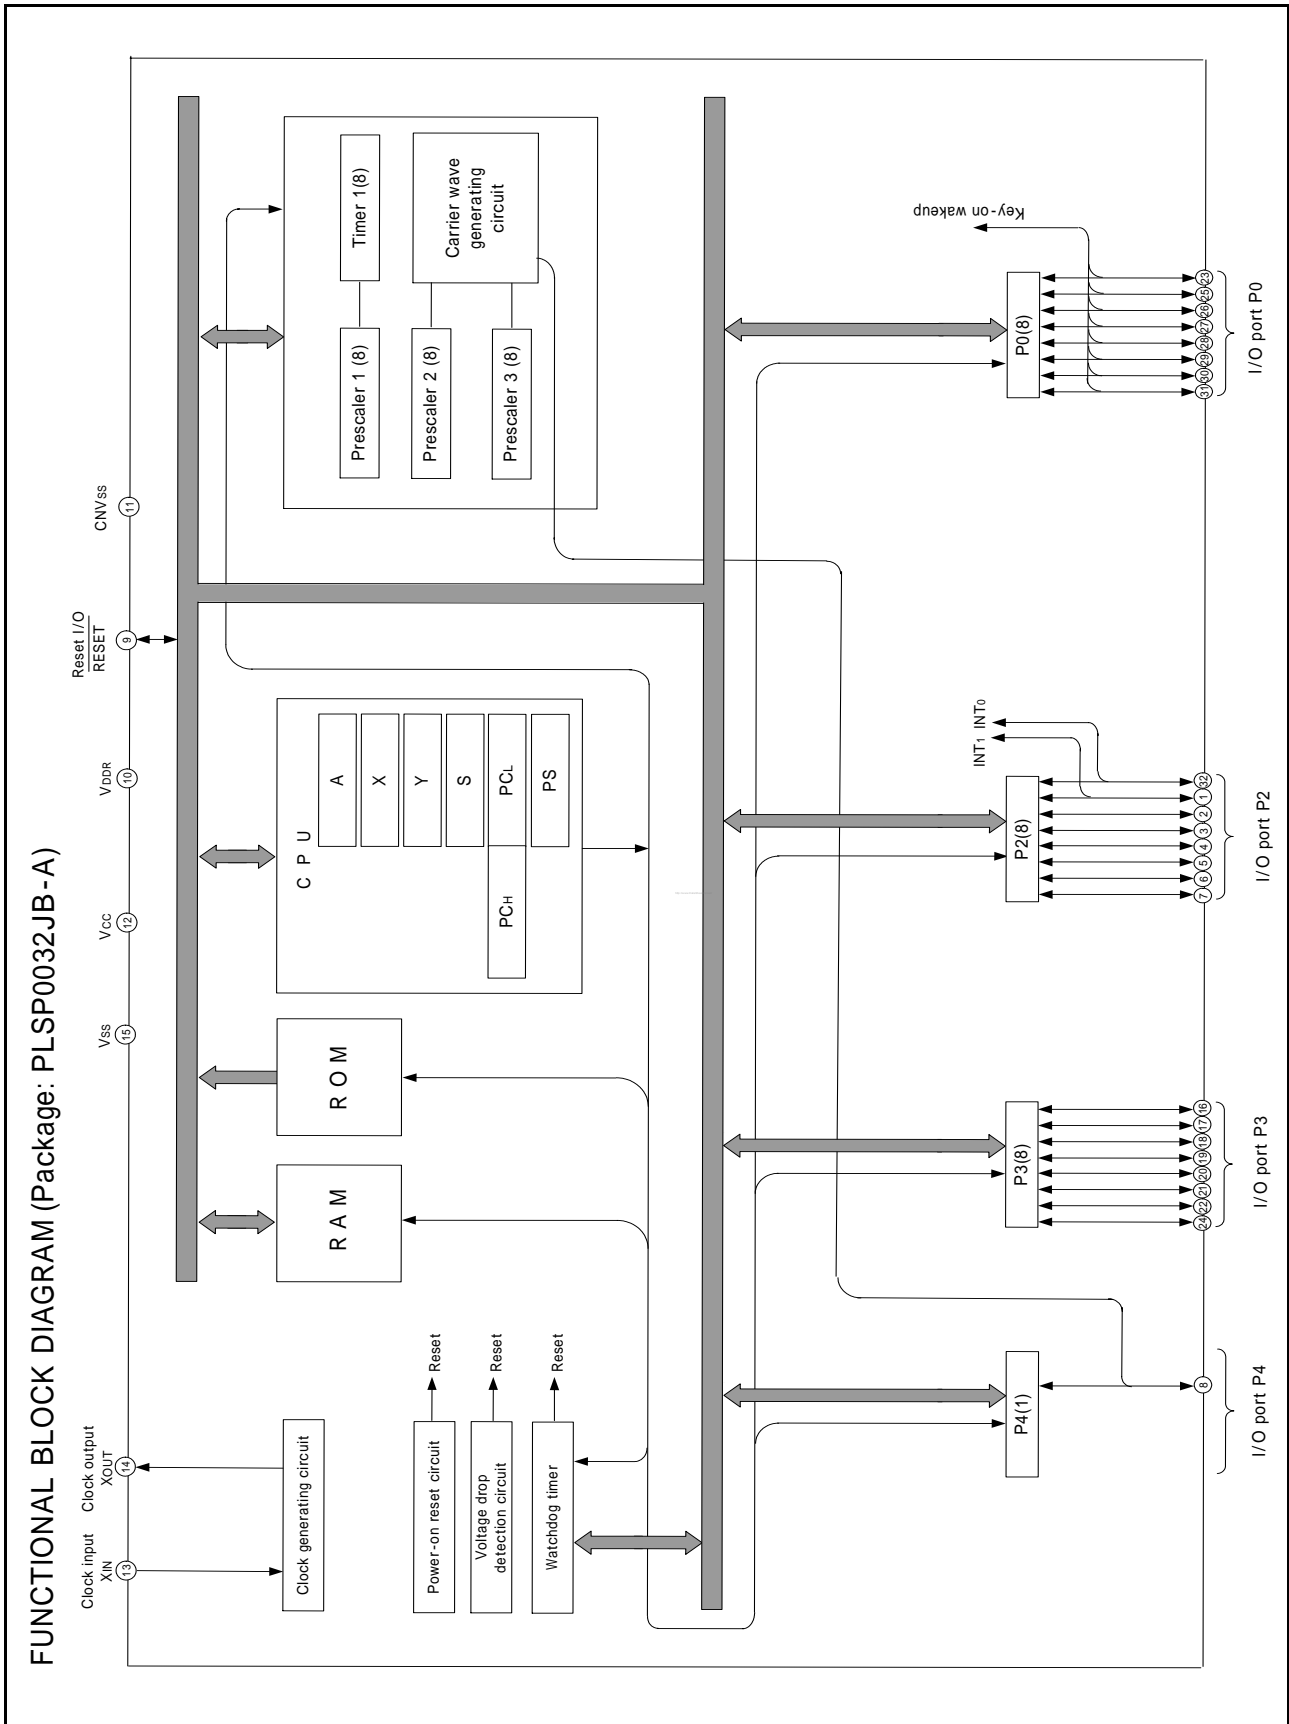 FUNCTIONAL BLOCK DIAGRAM (Package: PLSP0032JB-A)
Clock input
XIN
13
Clock output
XOUT
14
VSS
15
VCC
12
VDDR
10
Reset I/O
RESET
9
CNVSS
11
Clock generating circuit
Power-on reset circuit
Reset
Voltage drop
detection circuit
Reset
Watchdog timer
Reset
RAM
ROM
CPU
A
X
Y
S
PCH
PCL
PS
Prescaler 1 (8)
Timer 1(8)
Prescaler 2 (8)
Prescaler 3 (8)
Carrier wave
generating
circuit
P4(1)
P3(8)
P2(8)
P0(8)
INT1
INT0
Key-on wakeup
8
24
22
21
20
19
18
17
16
7
6
5
4
3
2
1
32
31
30
29
28
27
26
25
23
I/O port P4
I/O port P3
I/O port P2
I/O port P0